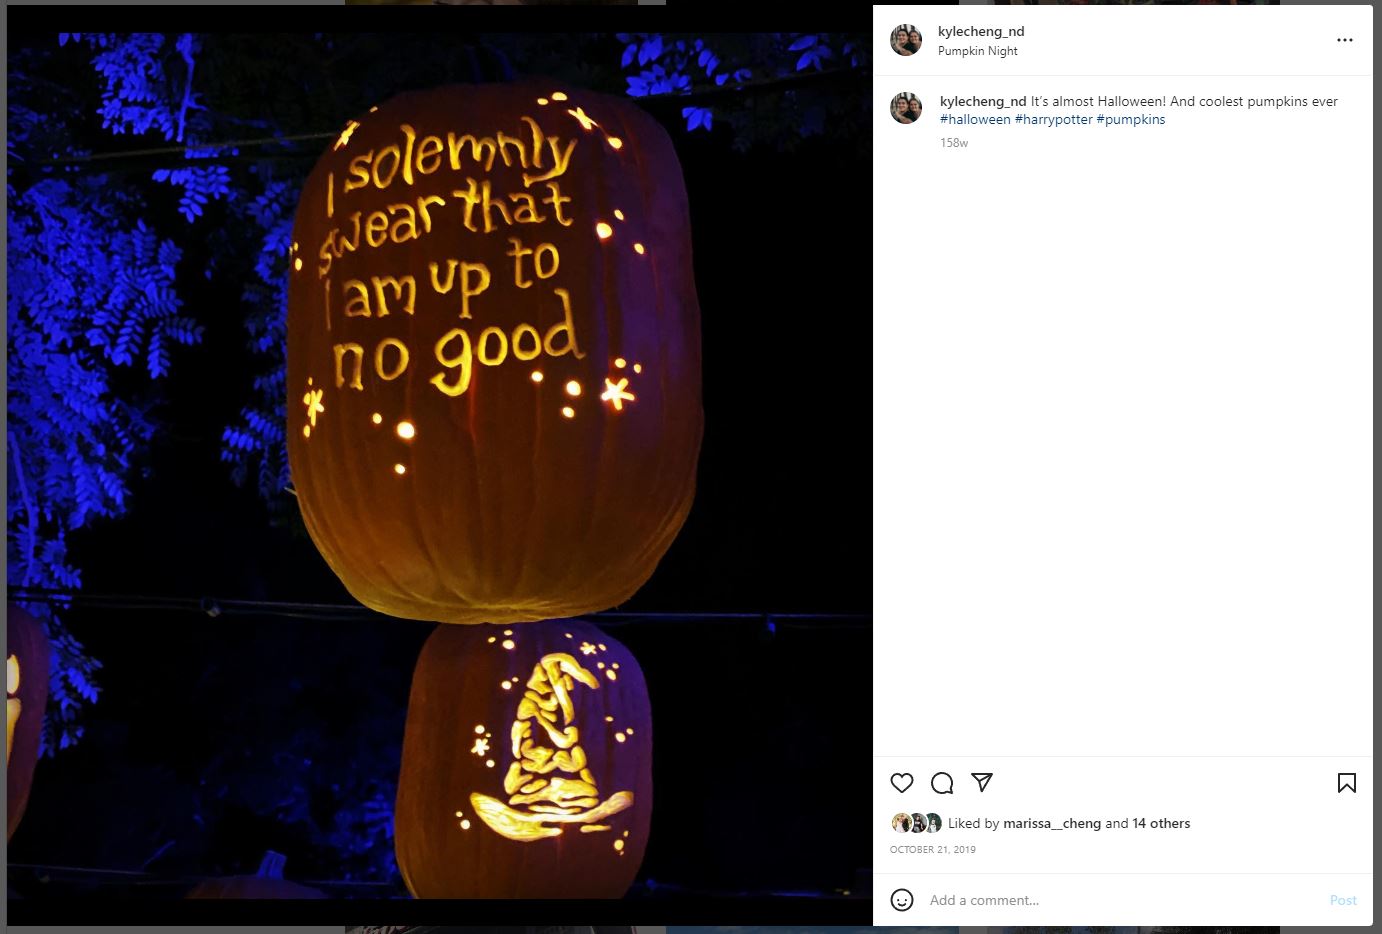 I solemnly
swear that
I am up to
no good
kylecheng_nd
Pumpkin Night
kylecheng_nd It's almost Halloween! And coolest pumpkins ever
#halloween #harrypotter #pumpkins
158w
Liked by marissa__cheng and 14 others
OCTOBER 21, 2019
Add a comment...
Post